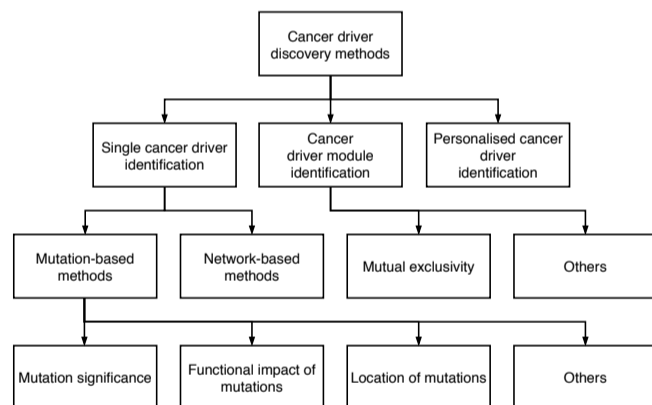 Cancer driver
discovery methods
Single cancer driver
identification
Cancer
driver module
identification
Personalised cancer
driver
identification
Mutation-based
methods
Network-based
methods
Mutual exclusivity
Others
Mutation significance
Functional impact of
mutations
Location of mutations
Others